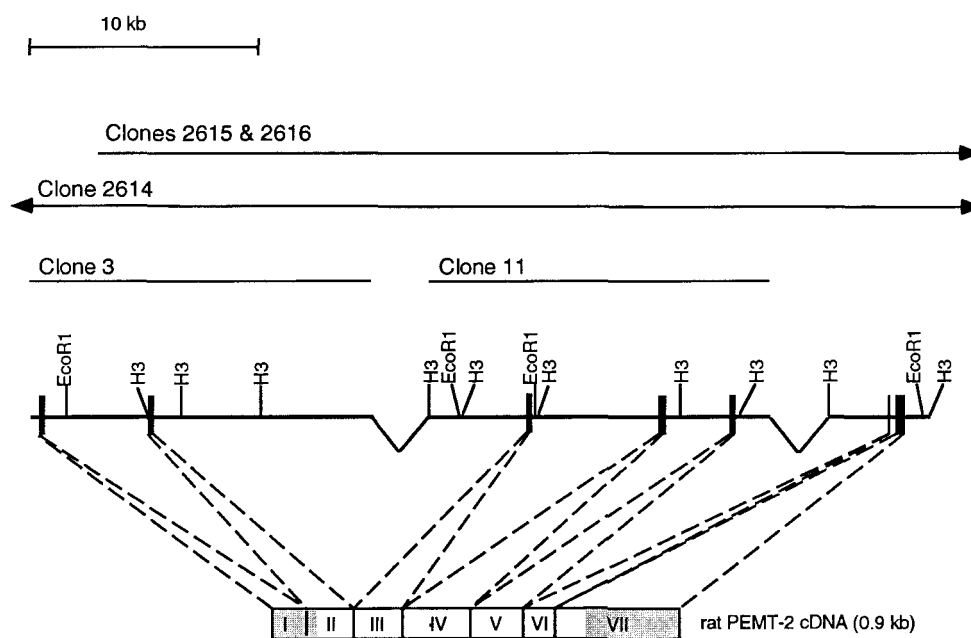 10 kb
Clones 2615 & 2616
Clone 2614
Clone 3
Clone 11
EcoR1
H3
H3
H3
H3
EcoR1
H3
EcoR1
H3
H3
H3
H3
EcoR1
H3
I
II
III
IV
V
VI
VII
rat PEMT-2 cDNA (0.9 kb)